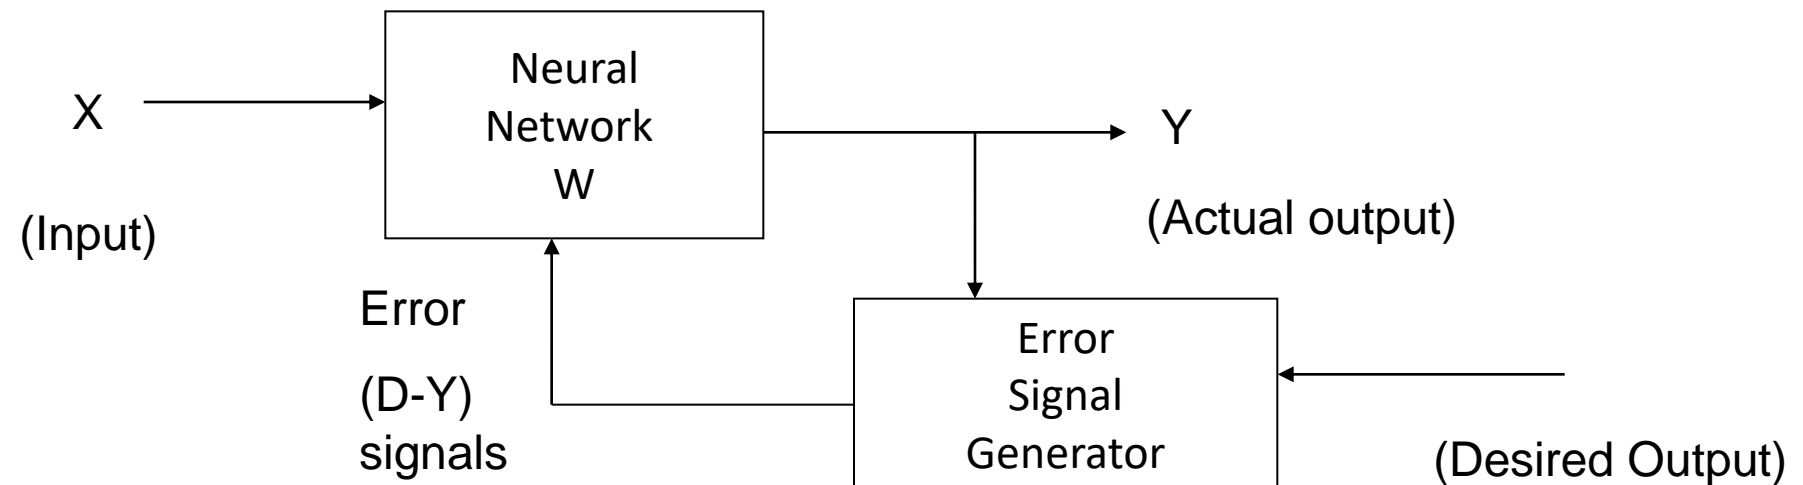 Neural
Network
W
X
(Input)
Y
(Actual output)
Error
(D-Y)
signals
Error
Signal
Generator
(Desired Output)